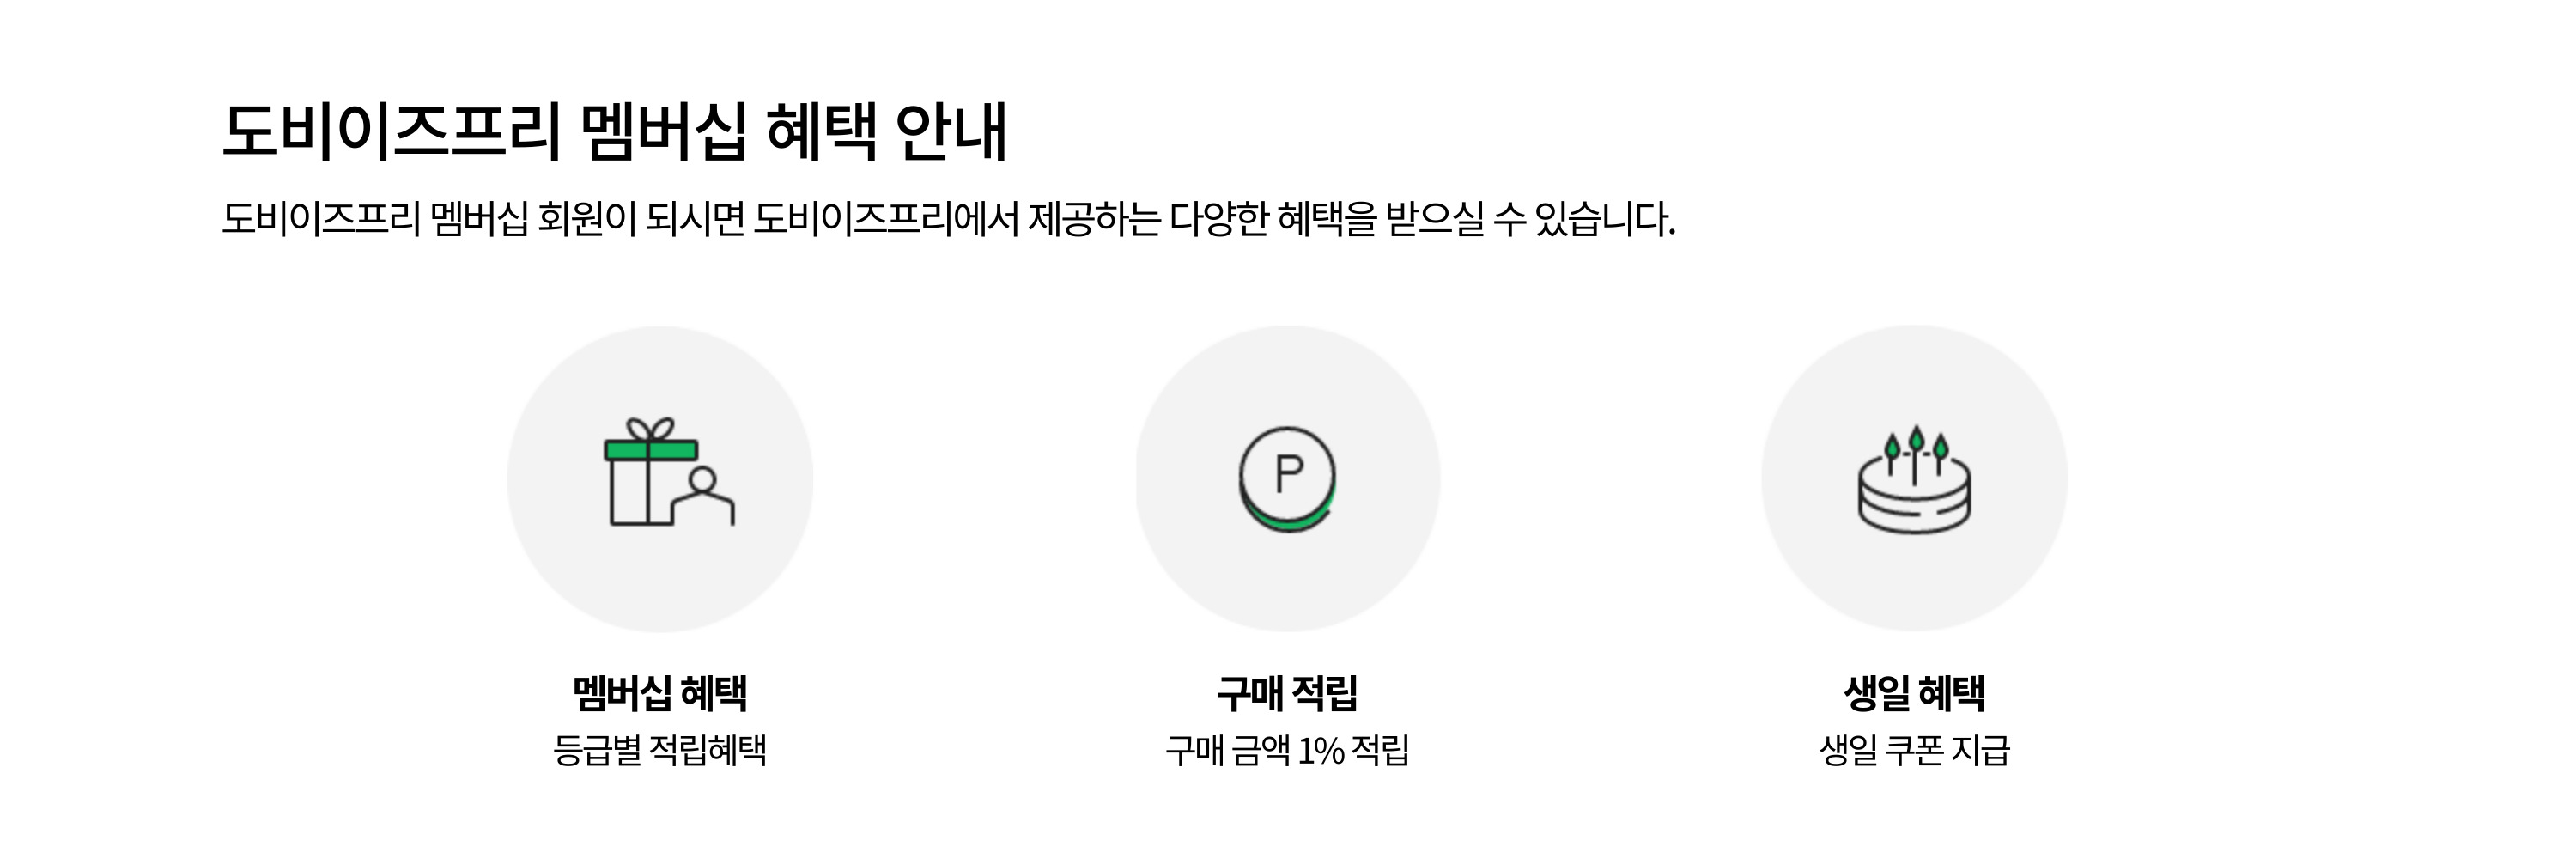 도비이즈프리 멤버십 혜택 안내
도비이즈프리 멤버십 회원이 되시면 도비이즈프리에서 제공하는 다양한 혜택을 받으실 수 있습니다.
P
멤버십 혜택
등급별 적립혜택
구매 적립
구매 금액 1% 적립
생일 혜택
생일 쿠폰 지급